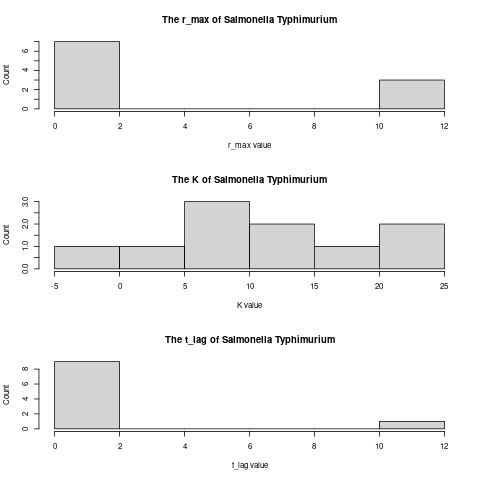 The r_max of Salmonella Typhimurium
Count
0 2 4 6
0 2 4 6 8 10 12
r_max value
The K of Salmonella Typhimurium
Count
0.0 1.0 2.0 3.0
-5 0 5 10 15 20 25
K value
The t_lag of Salmonella Typhimurium
Count
0 2 4 6 8
0 2 4 6 8 10 12
t_lag value